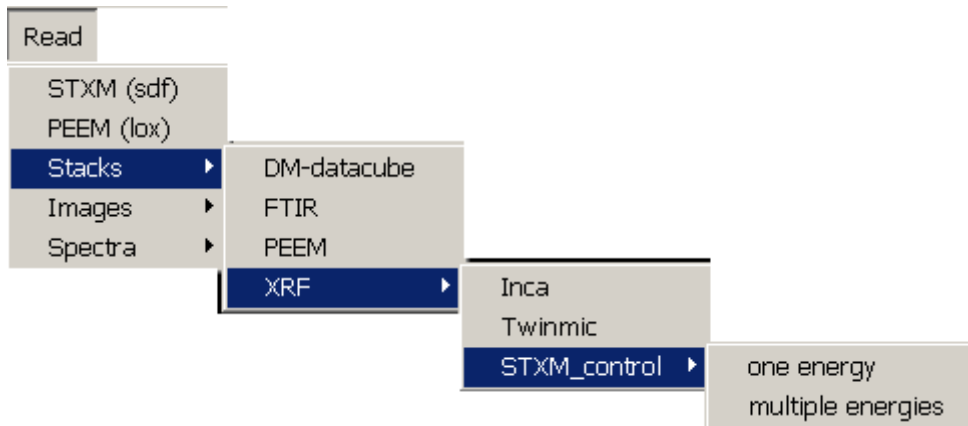 Read
STXM (sdf)
PEEM (lox)
Stacks
Images
Spectra
DM-datacube
FTIR
PEEM
XRF
Inca
Twinmic
STXM_control
one energy
multiple energies